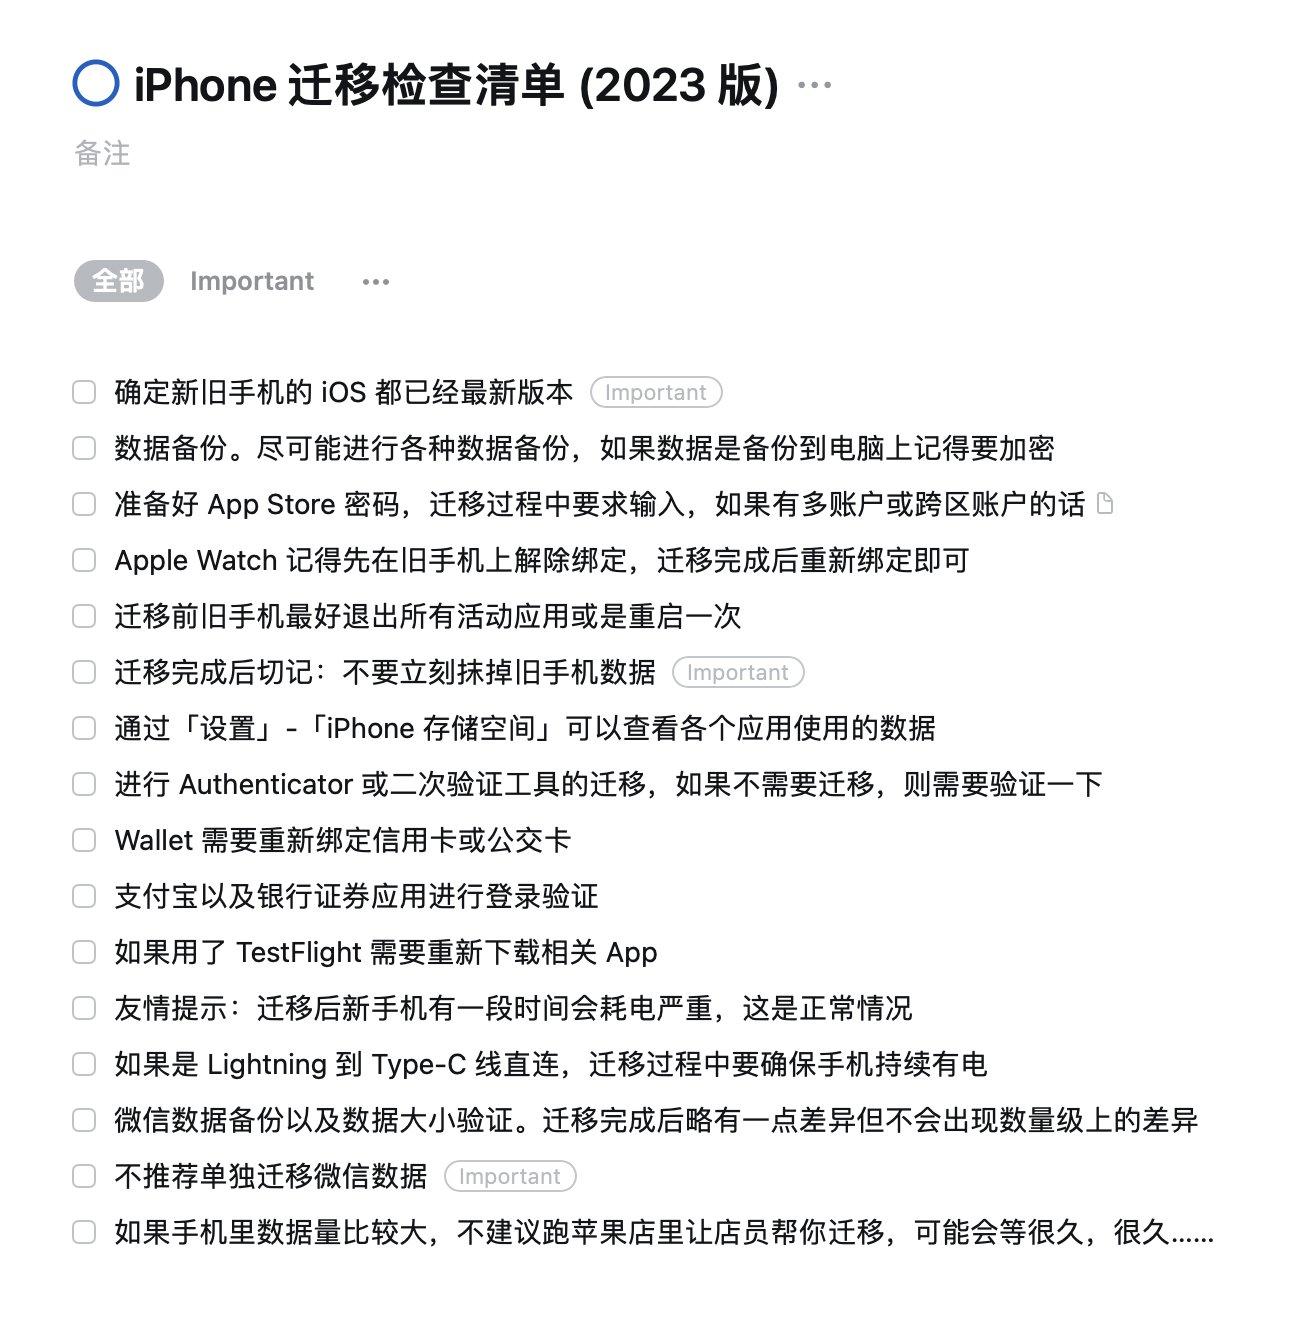 iPhone 迁移检查清单 (2023 版) ···
备注
全部 Important ···
确定新旧手机的 iOS 都已经最新版本 Important
数据备份。尽可能进行各种数据备份，如果数据是备份到电脑上记得要加密
准备好 App Store 密码，迁移过程中要求输入，如果有多账户或跨区账户的话
Apple Watch 记得先在旧手机上解除绑定，迁移完成后重新绑定即可
迁移前旧手机最好退出所有活动应用或是重启一次
迁移完成后切记：不要立刻抹掉旧手机数据 Important
通过「设置」-「iPhone 存储空间」可以查看各个应用使用的数据
进行 Authenticator 或二次验证工具的迁移，如果不需要迁移，则需要验证一下
Wallet 需要重新绑定信用卡或公交卡
支付宝以及银行证券应用进行登录验证
如果用了 TestFlight 需要重新下载相关 App
友情提示：迁移后新手机有一段时间会耗电严重，这是正常情况
如果是 Lightning 到 Type-C 线直连，迁移过程中要确保手机持续有电
微信数据备份以及数据大小验证。迁移完成后略有一点差异但不会出现数量级上的差异
不推荐单独迁移微信数据 Important
如果手机里数据量比较大，不建议跑苹果店里让店员帮你迁移，可能会等很久，很久......